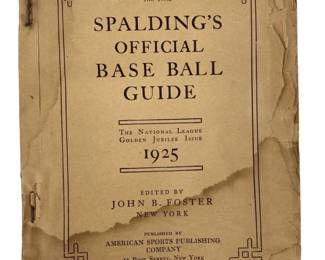 SPALDING'S
OFFICIAL
BASE BALL
GUIDE
THE NATIONAL LEAGUE
GOLDEN JUBILEE ISSUE
1925
EDITED BY
JOHN B. FOSTER
NEW YORK
PUBLISHED BY
AMERICAN SPORTS PUBLISHING
COMPANY
ROSE STREET, NEW YORK